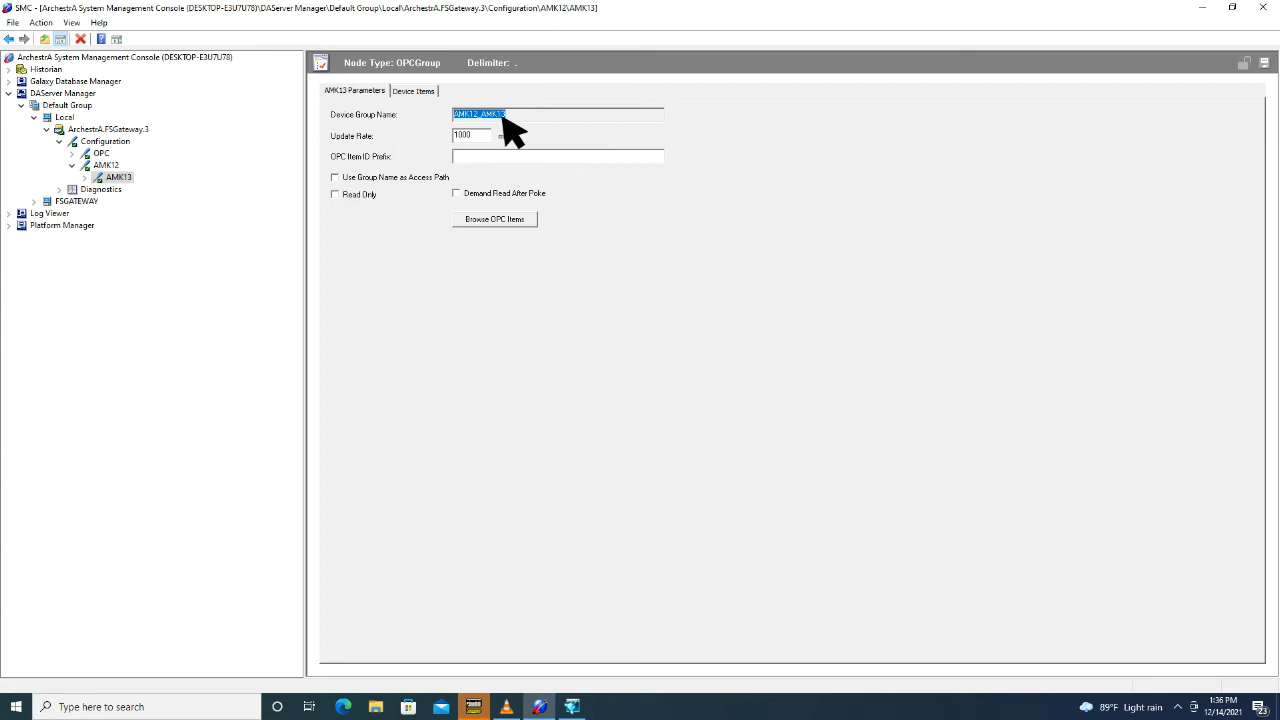 SMC - [ArchestrA System Management Console (DESKTOP-E3U7U78)\DAServer Manager\Default Group\Local\ArchestrA.FSGateway.3\Configuration\AMK12\AMK13]
File Action View Help
ArchestrA System Management Console (DESKTOP-E3U7U78)
Historian
Galaxy Database Manager
DAServer Manager
Default Group
Local
ArchestrA.FSGateway.3
Configuration
OPC
AMK12
AMK13
Diagnostics
FSGATEWAY
Log Viewer
Platform Manager
Node Type: OPCGroup Delimiter: .
AMK13 Parameters Device Items
Device Group Name: AMK12_AMK13
Update Rate: 1000
OPC Item ID Prefix:
Use Group Name as Access Path
Read Only Demand Read After Poke
Browse OPC Items
Type here to search
89°F Light rain
1:36 PM
12/14/2021
23